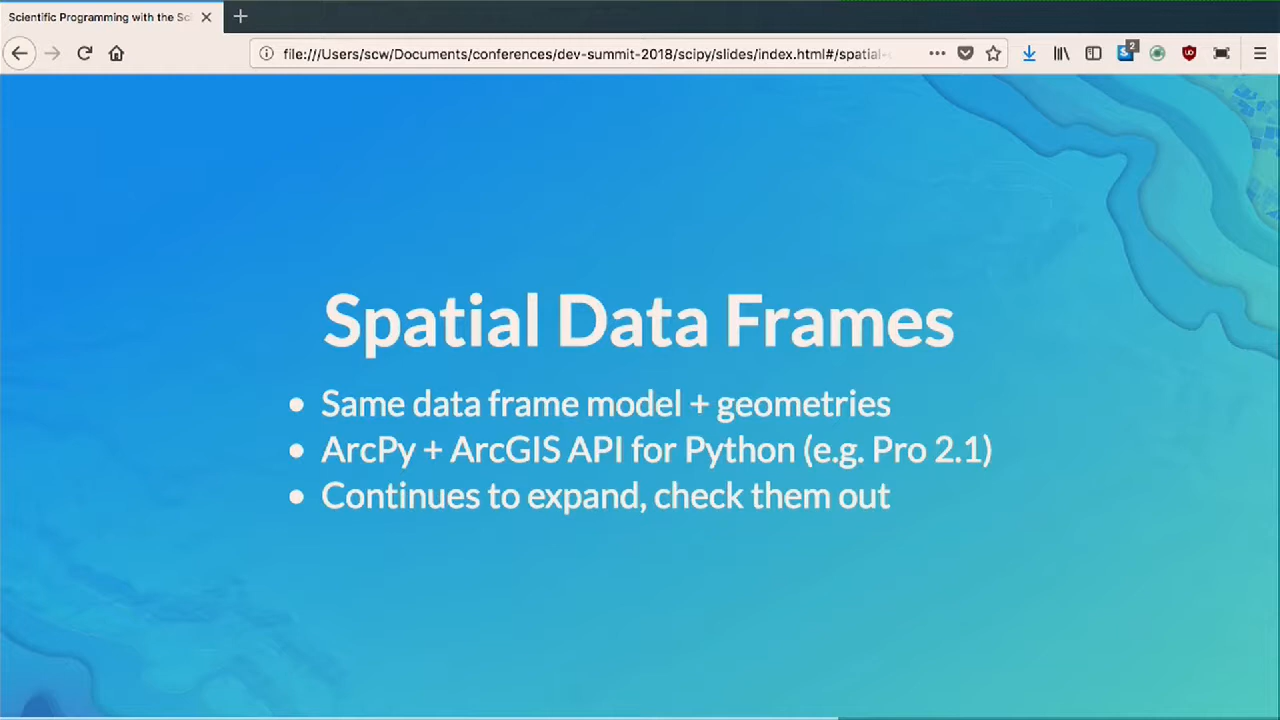 Scientific Programming with the Sci
file:///Users/scw/Documents/conferences/dev-summit-2018/scipy/slides/index.html#/spatial-
2
Spatial Data Frames
• Same data frame model + geometries
• ArcPy + ArcGIS API for Python (e.g. Pro 2.1)
• Continues to expand, check them out